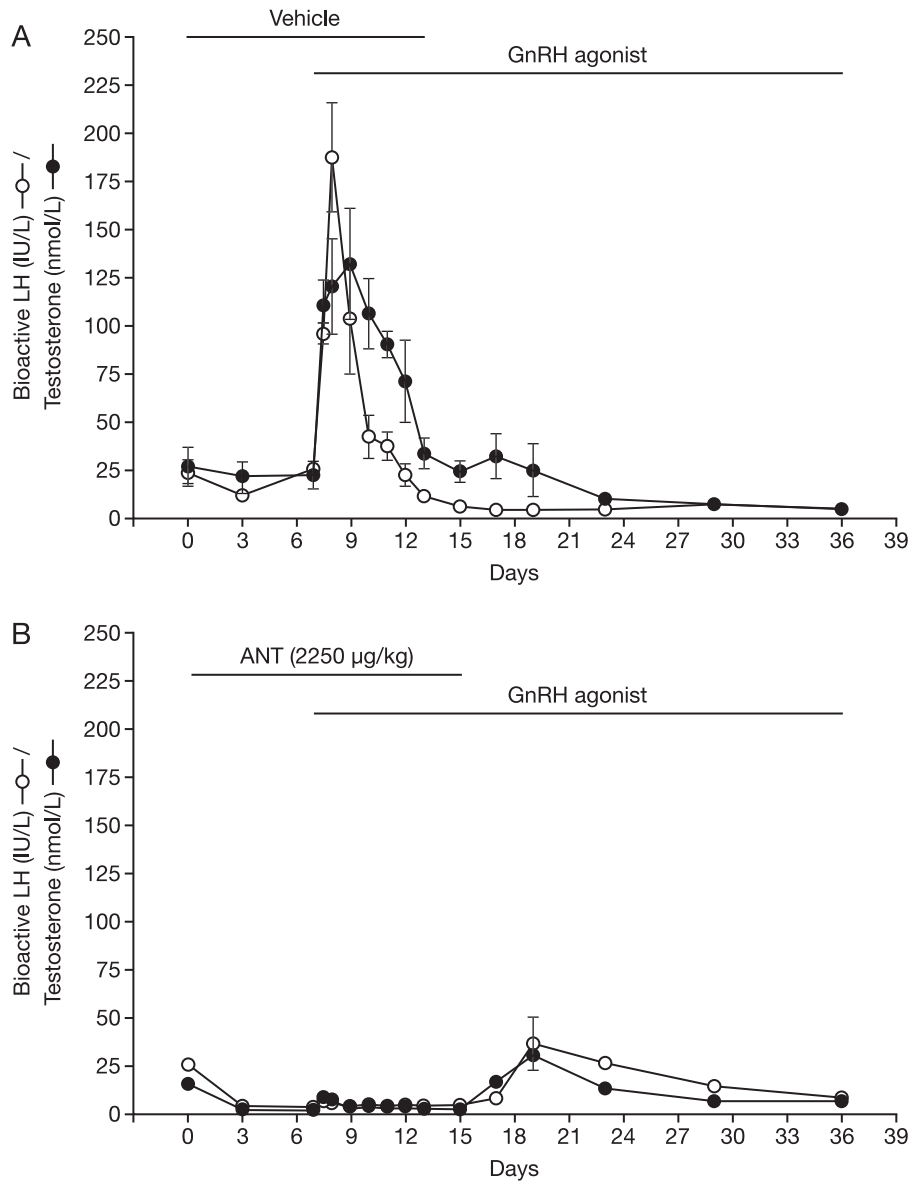 A
Vehicle
GnRH agonist
Bioactive LH (IU/L) /
Testosterone (nmol/L)
250
225
200
175
150
125
100
75
50
25
0
0 3 6 9 12 15 18 21 24 27 30 33 36 39
Days
B
ANT (2250 µg/kg)
GnRH agonist
Bioactive LH (IU/L) /
Testosterone (nmol/L)
250
225
200
175
150
125
100
75
50
25
0
0 3 6 9 12 15 18 21 24 27 30 33 36 39
Days